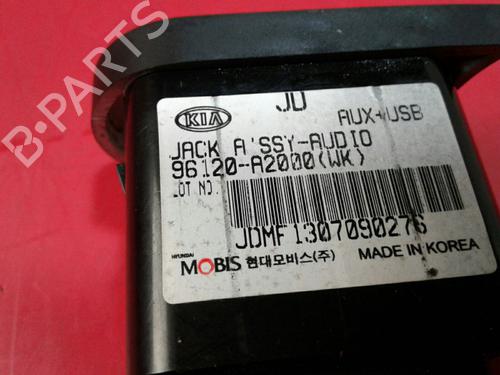 B-PARTS
KIA
JD
AUX+USB
JACK A'SSY-AUDIO
96120-A2000(WK)
LOT NO.
JDMF1307090276
HYUNDAI
MOBIS 현대모비스(주)
MADE IN KOREA